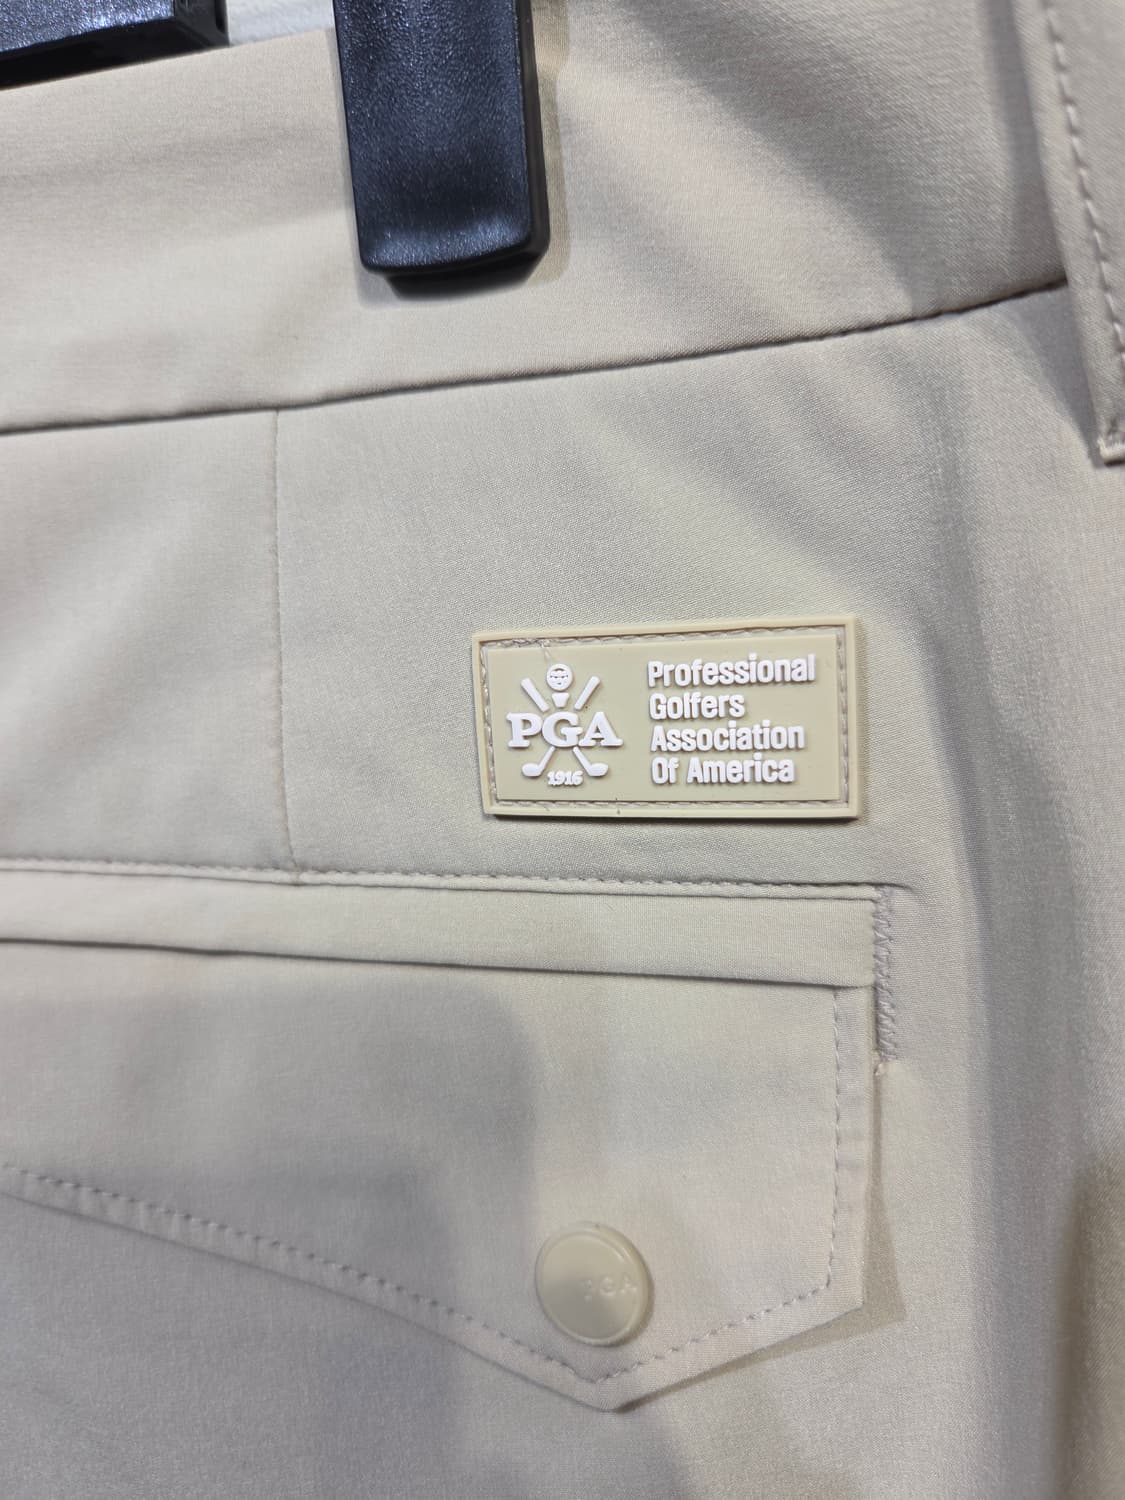 PGA
1916
Professional
Golfers
Association
Of America
PGA